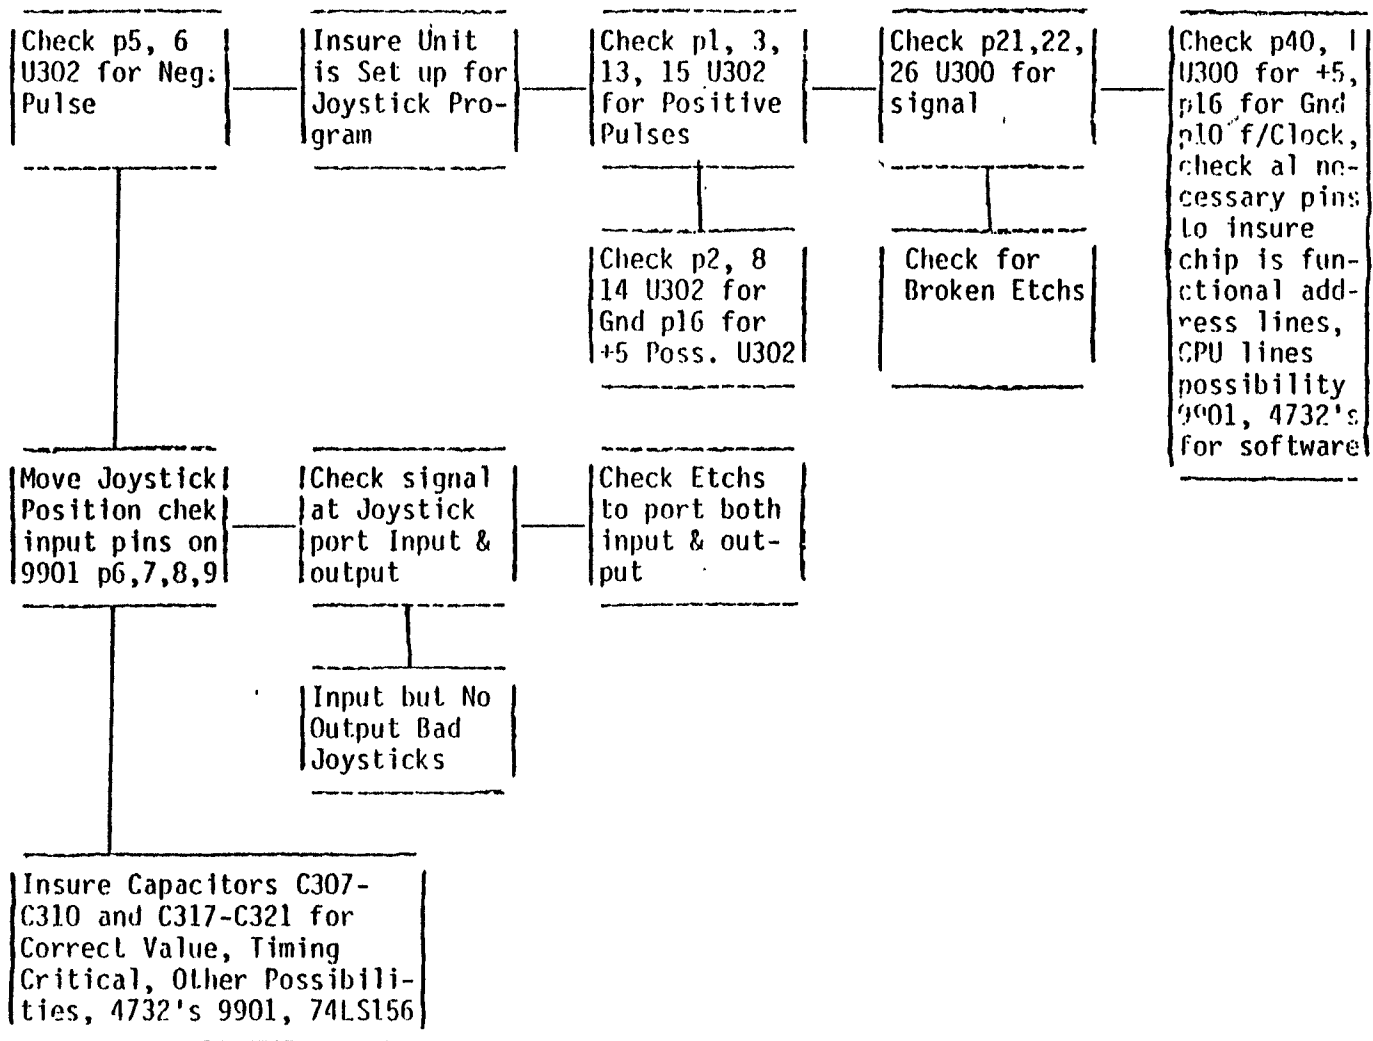 Check p5, 6
U302 for Neg.
Pulse
Insure Unit
is Set up for
Joystick Pro-
gram
Check p1, 3,
13, 15 U302
for Positive
Pulses
Check p21,22,
26 U300 for
signal
Check p40,
U300 for +5,
p16 for Gnd
p10 f/Clock,
check al ne-
cessary pins
to insure
chip is fun-
ctional add-
ress lines,
CPU lines
possibility
9901, 4732's
for software
Check p2, 8
14 U302 for
Gnd p16 for
+5 Poss. U302
Check for
Broken Etchs
Move Joystick
Position chek
input pins on
9901 p6,7,8,9
Check signal
at Joystick
port Input &
output
Check Etchs
to port both
input & out-
put
Input but No
Output Bad
Joysticks
Insure Capacitors C307-
C310 and C317-C321 for
Correct Value, Timing
Critical, Other Possibili-
ties, 4732's 9901, 74LS156